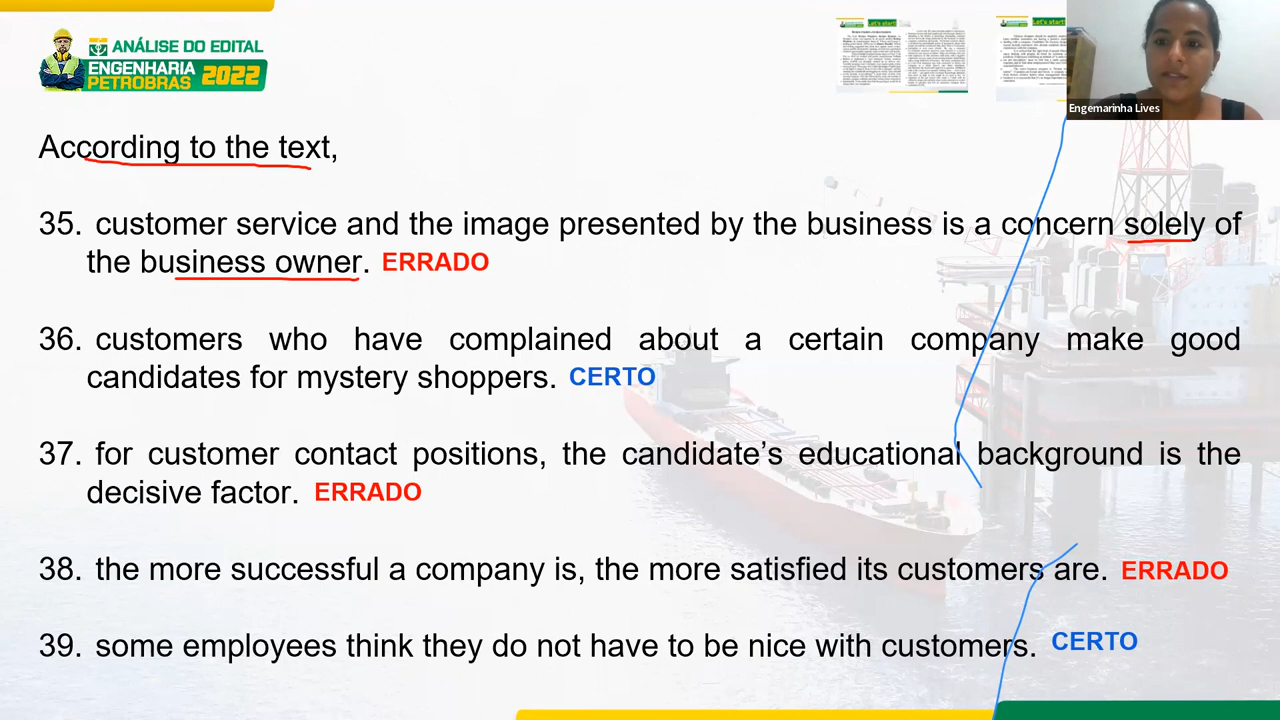 ANÁLISE DO EDITAL
ENGENHARIA
PETROBRAS 2022
Let's start!
Let's start!
Engemarinha Lives
According to the text,
35. customer service and the image presented by the business is a concern solely of
the business owner. ERRADO
36. customers who have complained about a certain company make good
candidates for mystery shoppers. CERTO
37. for customer contact positions, the candidate’s educational background is the
decisive factor. ERRADO
38. the more successful a company is, the more satisfied its customers are. ERRADO
39. some employees think they do not have to be nice with customers. CERTO